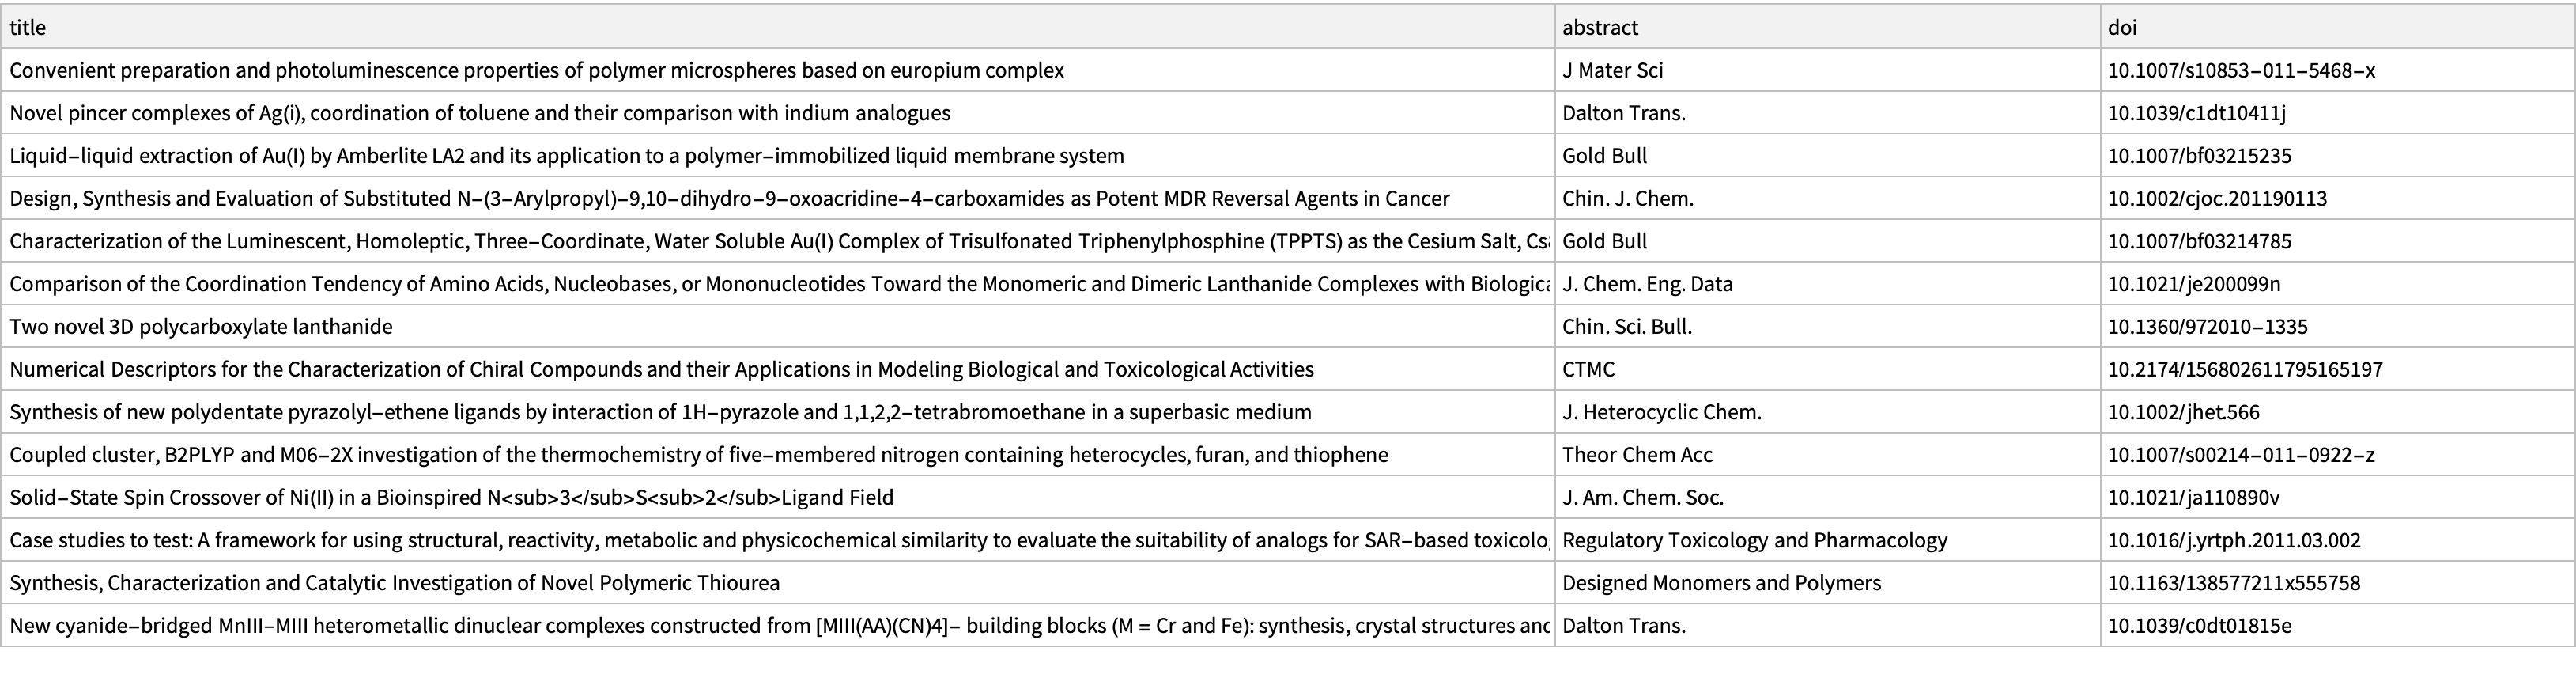 title abstract doi
Convenient preparation and photoluminescence properties of polymer microspheres based on europium complex J Mater Sci 10.1007/s10853–011–5468–x
Novel pincer complexes of Ag(i), coordination of toluene and their comparison with indium analogues Dalton Trans. 10.1039/c1dt10411j
Liquid–liquid extraction of Au(I) by Amberlite LA2 and its application to a polymer–immobilized liquid membrane system Gold Bull 10.1007/bf03215235
Design, Synthesis and Evaluation of Substituted N–(3–Arylpropyl)–9,10–dihydro–9–oxoacridine–4–carboxamides as Potent MDR Reversal Agents in Cancer Chin. J. Chem. 10.1002/cjoc.201190113
Characterization of the Luminescent, Homoleptic, Three–Coordinate, Water Soluble Au(I) Complex of Trisulfonated Triphenylphosphine (TPPTS) as the Cesium Salt, Gold Bull 10.1007/bf03214785
Comparison of the Coordination Tendency of Amino Acids, Nucleobases, or Mononucleotides Toward the Monomeric and Dimeric Lanthanide Complexes with Biologica J. Chem. Eng. Data 10.1021/je200099n
Two novel 3D polycarboxylate lanthanide Chin. Sci. Bull. 10.1360/972010–1335
Numerical Descriptors for the Characterization of Chiral Compounds and their Applications in Modeling Biological and Toxicological Activities CTMC 10.2174/156802611795165197
Synthesis of new polydentate pyrazolyl–ethene ligands by interaction of 1H–pyrazole and 1,1,2,2–tetrabromoethane in a superbasic medium J. Heterocyclic Chem. 10.1002/jhet.566
Coupled cluster, B2PLYP and M06–2X investigation of the thermochemistry of five–membered nitrogen containing heterocycles, furan, and thiophene Theor Chem Acc 10.1007/s00214–011–0922–z
Solid–State Spin Crossover of Ni(II) in a Bioinspired N<sub>3</sub>S<sub>2</sub>Ligand Field J. Am. Chem. Soc. 10.1021/ja110890v
Case studies to test: A framework for using structural, reactivity, metabolic and physicochemical similarity to evaluate the suitability of analogs for SAR–based toxicolo Regulatory Toxicology and Pharmacology 10.1016/j.yrtph.2011.03.002
Synthesis, Characterization and Catalytic Investigation of Novel Polymeric Thiourea Designed Monomers and Polymers 10.1163/138577211x555758
New cyanide–bridged MnIII–MIII heterometallic dinuclear complexes constructed from [MIII(AA)(CN)4]– building blocks (M = Cr and Fe): synthesis, crystal structures and Dalton Trans. 10.1039/c0dt01815e